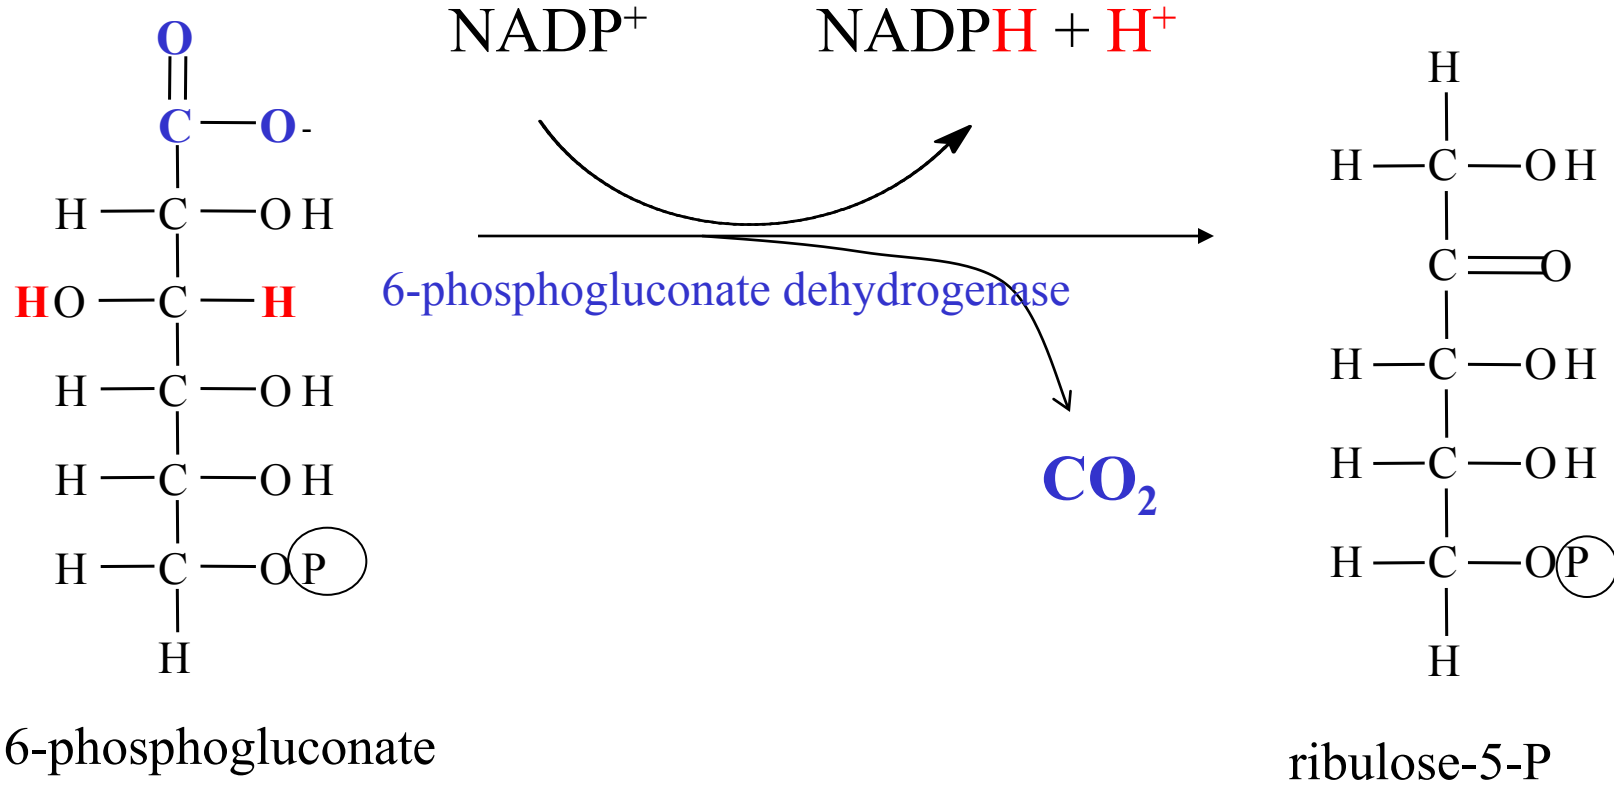 NADP⁺ NADPH + H⁺
O
C O-
H C OH
HO C H
H C OH
H C OH
H C O P
H
6-phosphogluconate dehydrogenase
CO₂
H
H C OH
C O
H C OH
H C OH
H C O P
H
6-phosphogluconate
ribulose-5-P